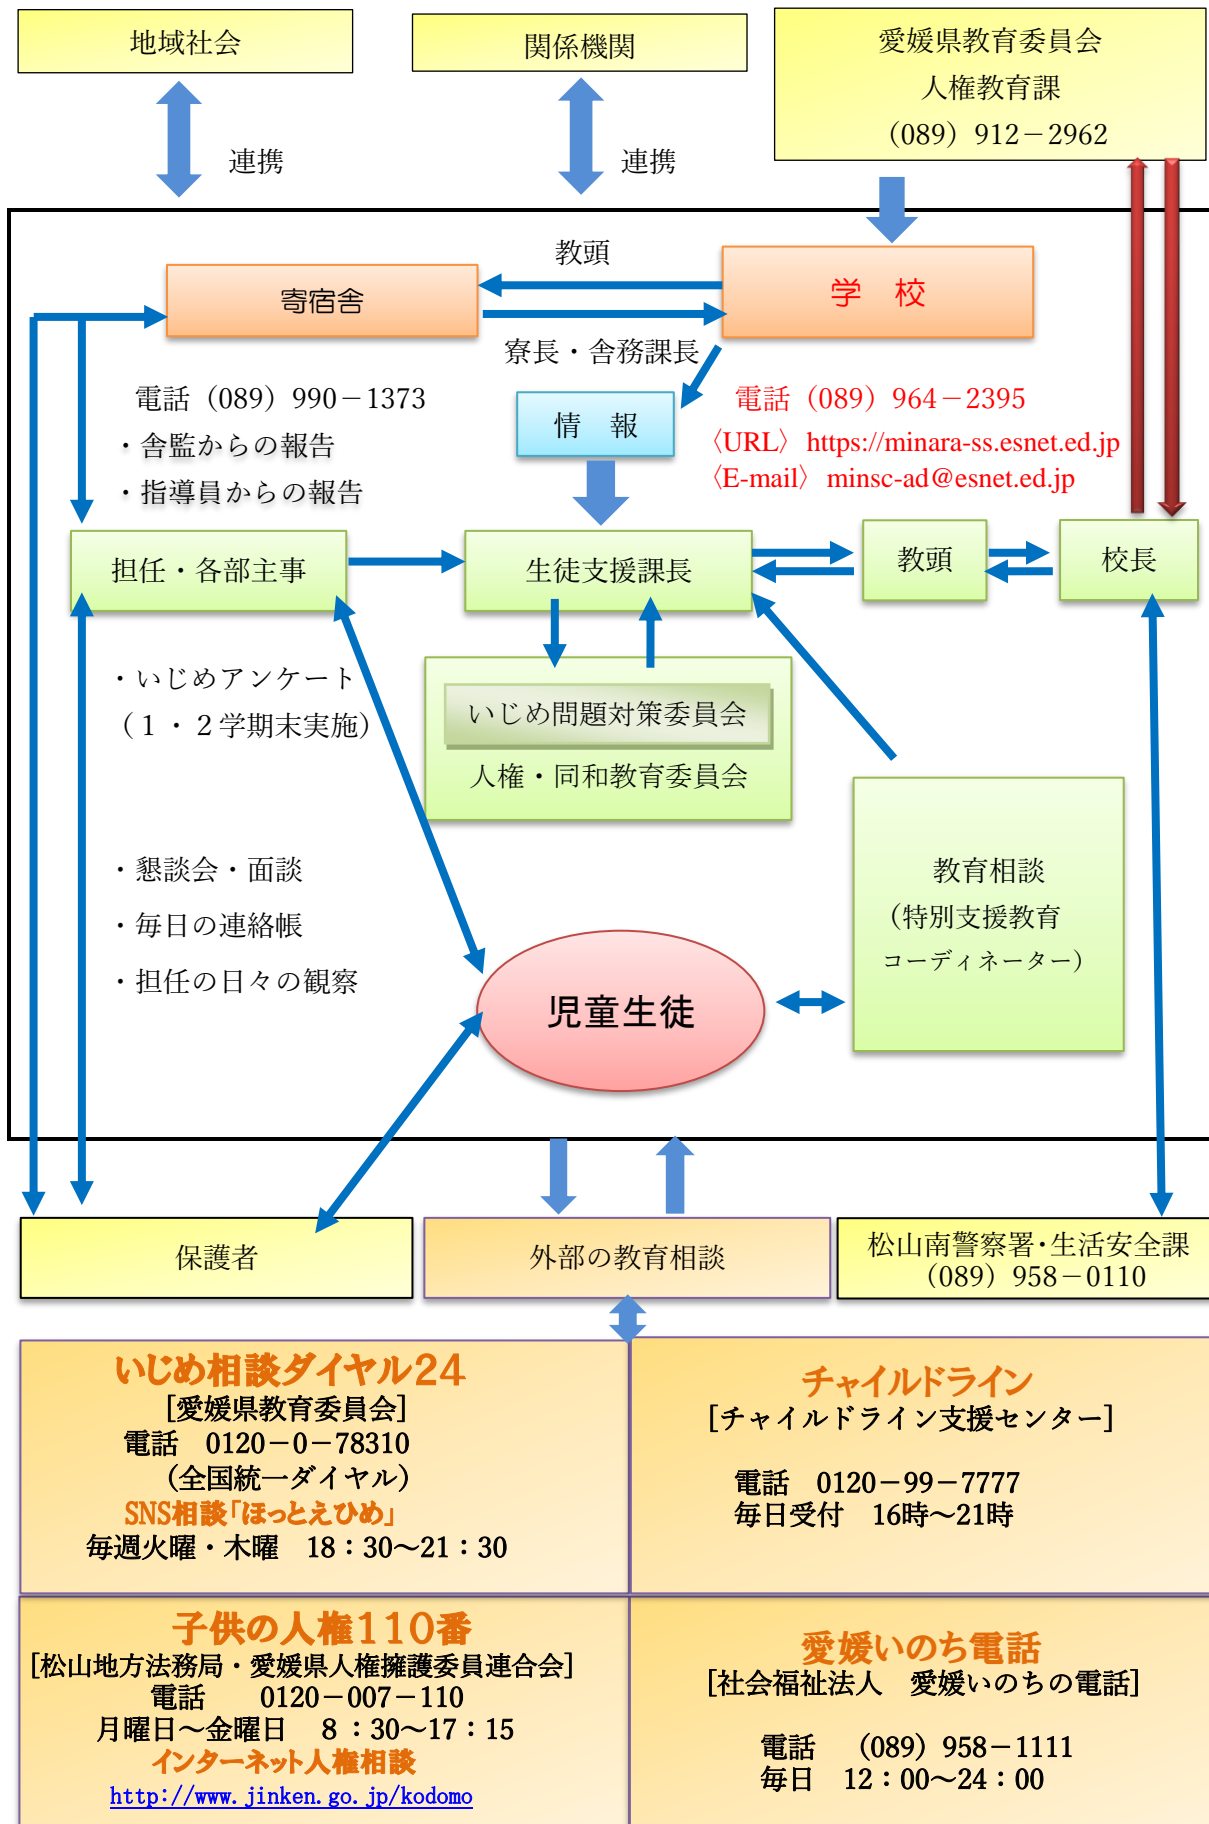 地域社会
関係機関
愛媛県教育委員会
人権教育課
（089）912－2962
連携
連携
教頭
寄宿舎
学　校
寮長・舎務課長
電話（089）990－1373
・舎監からの報告
・指導員からの報告
情　報
電話（089）964－2395
〈URL〉https://minara-ss.esnet.ed.jp
〈E-mail〉minsc-ad@esnet.ed.jp
担任・各部主事
生徒支援課長
教頭
校長
・いじめアンケート
（１・２学期末実施）
いじめ問題対策委員会
人権・同和教育委員会
・懇談会・面談
・毎日の連絡帳
・担任の日々の観察
教育相談
（特別支援教育
コーディネーター）
児童生徒
保護者
外部の教育相談
松山南警察署・生活安全課
（089）958－0110
いじめ相談ダイヤル24
［愛媛県教育委員会］
電話　0120－0－78310
（全国統一ダイヤル）
SNS相談「ほっとえひめ」
毎週火曜・木曜　18：30～21：30
チャイルドライン
［チャイルドライン支援センター］
電話　0120－99－7777
毎日受付　16時～21時
子供の人権110番
［松山地方法務局・愛媛県人権擁護委員連合会］
電話　　0120－007－110
月曜日～金曜日　8：30～17：15
インターネット人権相談
http://www.jinken.go.jp/kodomo
愛媛いのち電話
［社会福祉法人　愛媛いのちの電話］
電話　（089）958－1111
毎日　12：00～24：00